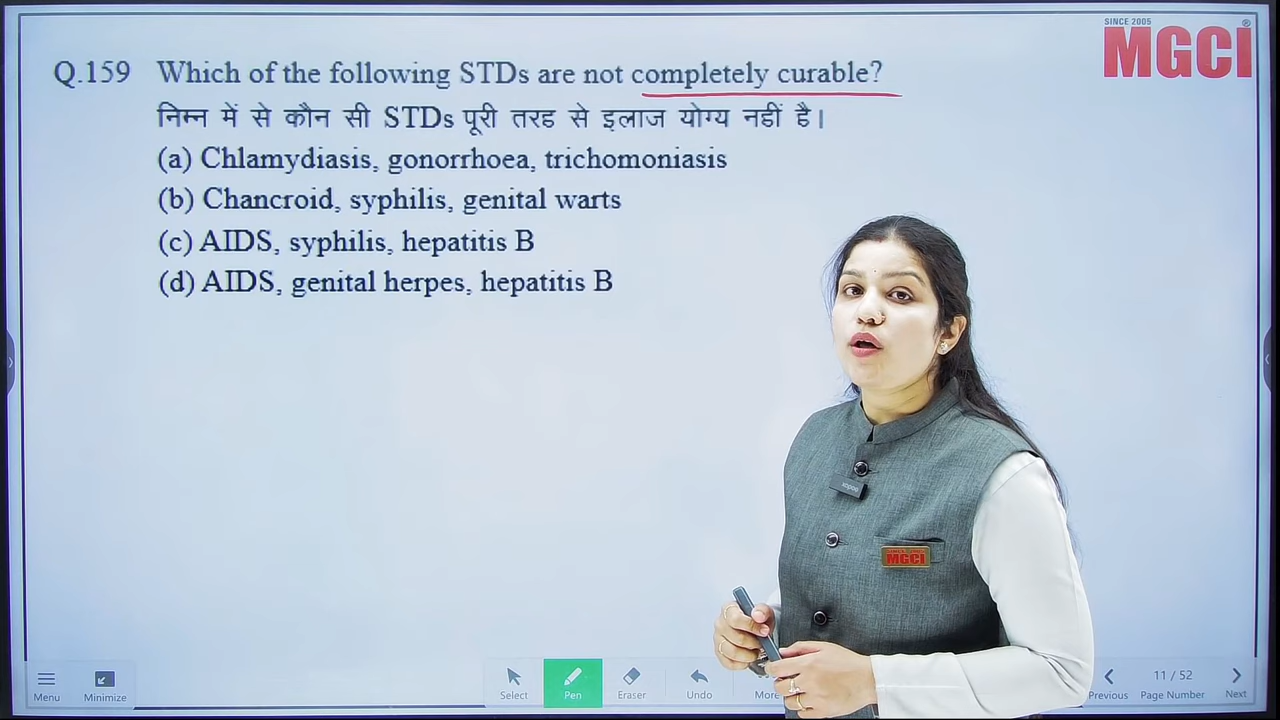 SINCE 2005
MGCI®
Q.159 Which of the following STDs are not completely curable?
निम्न में से कौन सी STDs पूरी तरह से इलाज योग्य नहीं है।
(a) Chlamydiasis, gonorrhoea, trichomoniasis
(b) Chancroid, syphilis, genital warts
(c) AIDS, syphilis, hepatitis B
(d) AIDS, genital herpes, hepatitis B
SINCE 2005
MGCI
Menu Minimize Select Pen Eraser Undo More Previous 11 / 52 Page Number Next